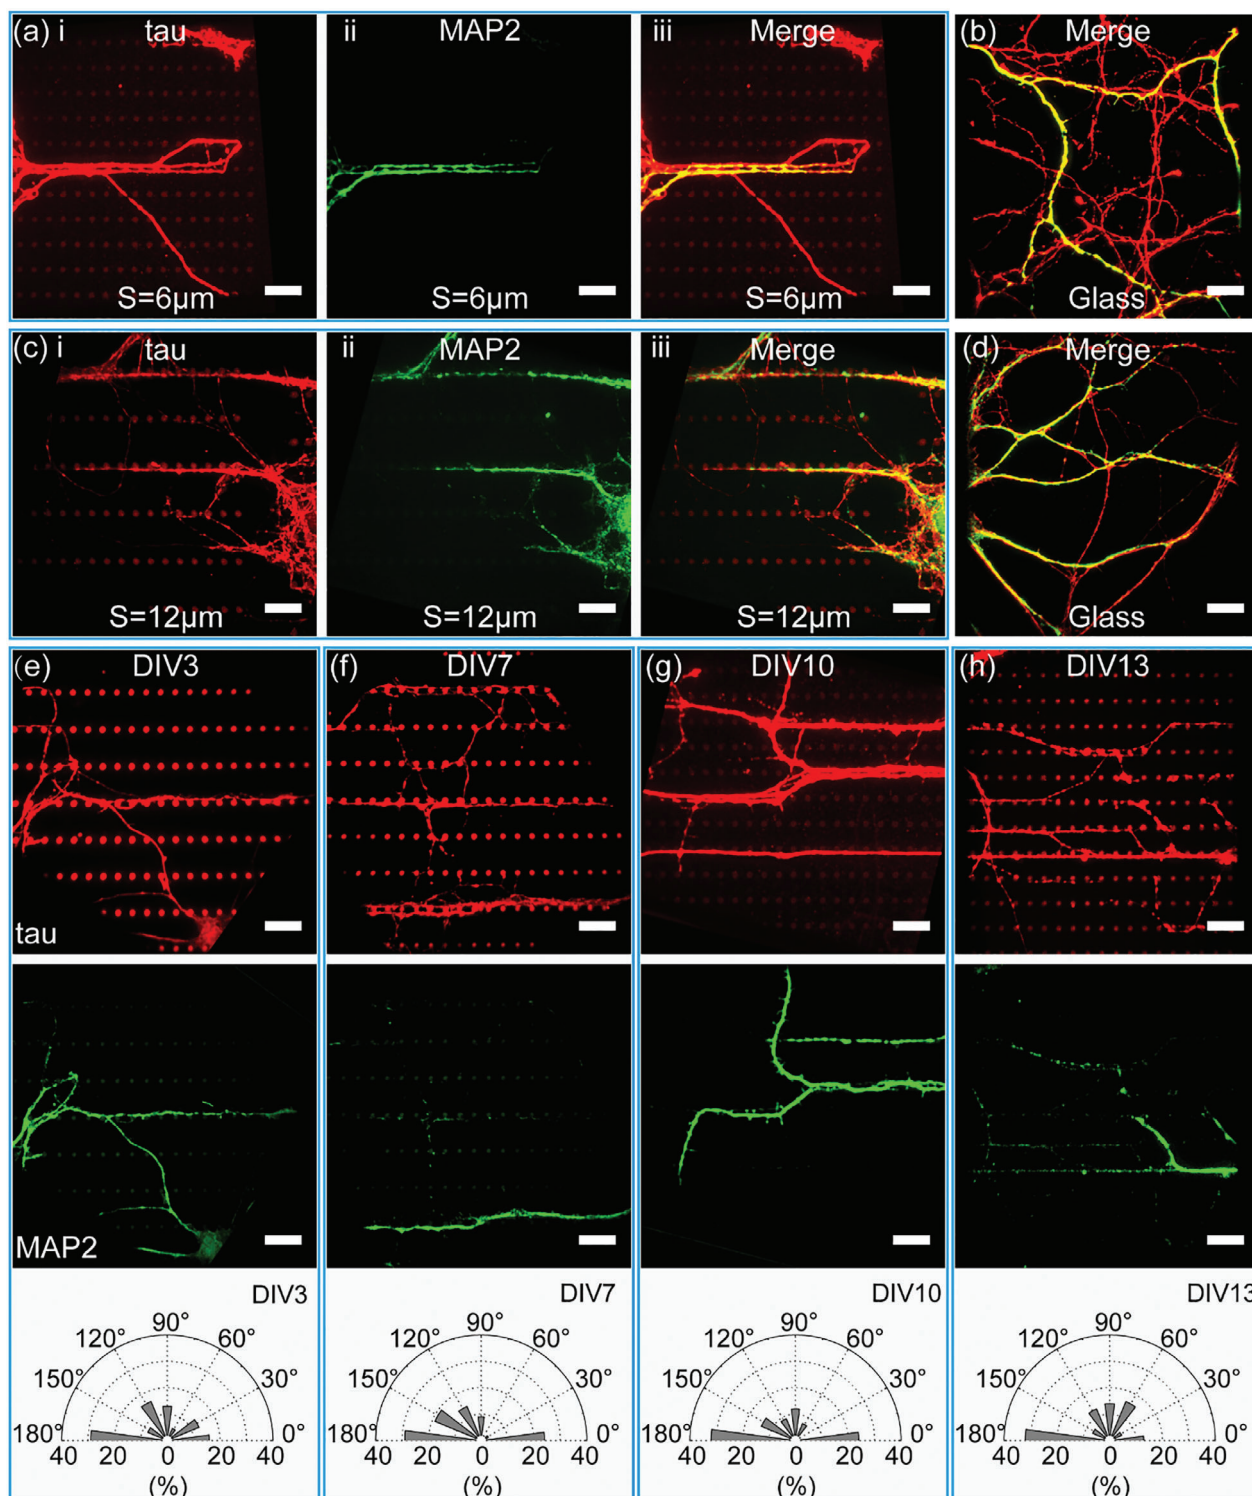 (a) i tau ii MAP2 iii Merge (b) Merge
S=6µm S=6µm S=6µm Glass
(c) i tau ii MAP2 iii Merge (d) Merge
S=12µm S=12µm S=12µm Glass
(e) DIV3 (f) DIV7 (g) DIV10 (h) DIV13
tau
MAP2
DIV3 DIV7 DIV10 DIV13
90° 90° 90° 90°
120° 60° 120° 60° 120° 60° 120° 60°
150° 30° 150° 30° 150° 30° 150° 30°
180° 0° 180° 0° 180° 0° 180° 0°
40 20 0 20 40 40 20 0 20 40 40 20 0 20 40 40 20 0 20 40
(%) (%) (%) (%)